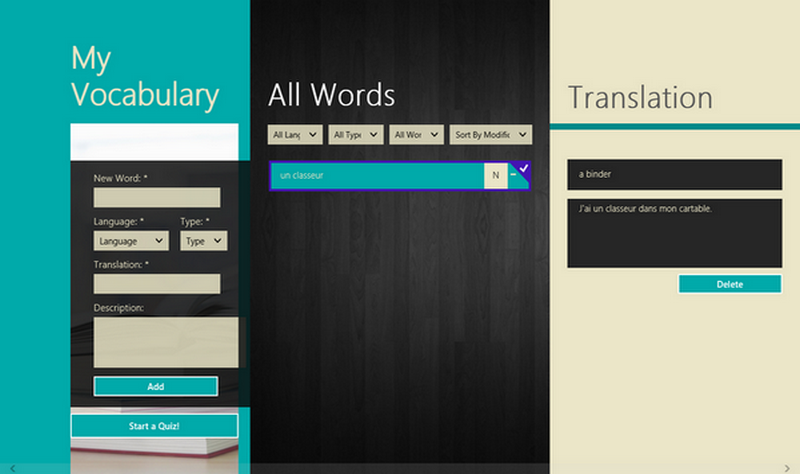 My
Vocabulary
New Word: *
Language: * Type: *
Language Type
Translation: *
Description:
Add
Start a Quiz!
All Words
All Lang All Type All Wor Sort By Modific
un classeur N
Translation
a binder
J'ai un classeur dans mon cartable.
Delete